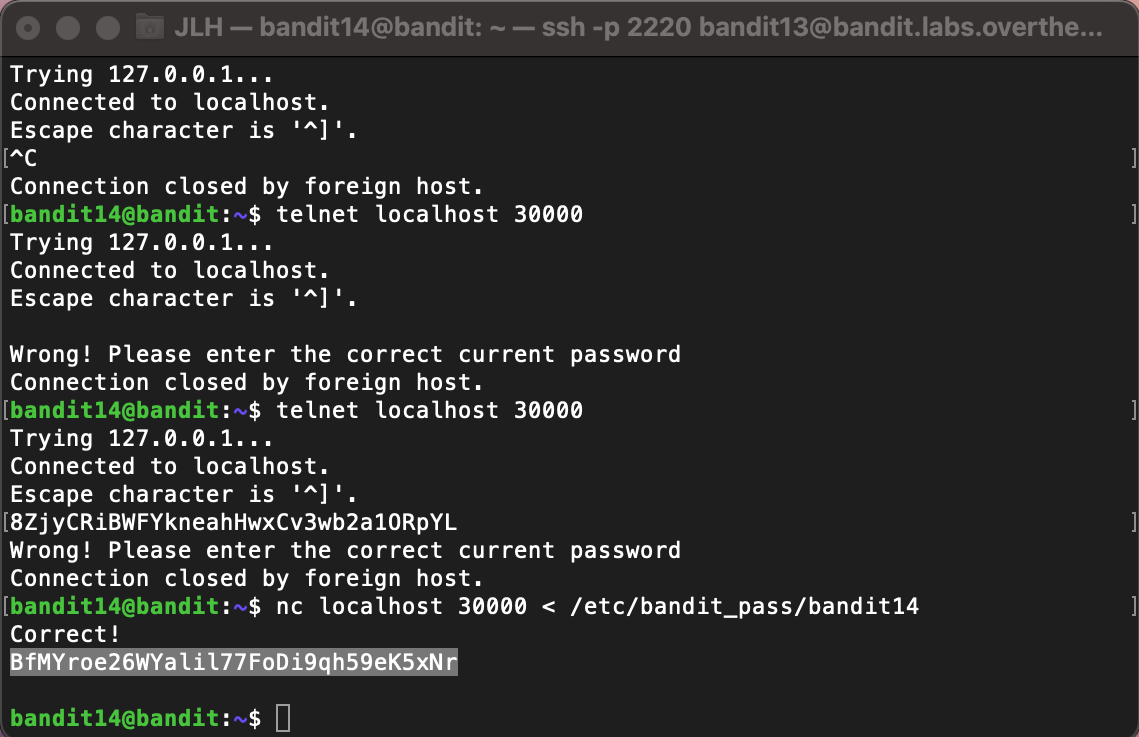 JLH — bandit14@bandit: ~ — ssh -p 2220 bandit13@bandit.labs.overthe...
Trying 127.0.0.1...
Connected to localhost.
Escape character is '^]'.
[^C ]
Connection closed by foreign host.
[bandit14@bandit:~$ telnet localhost 30000 ]
Trying 127.0.0.1...
Connected to localhost.
Escape character is '^]'.

Wrong! Please enter the correct current password
Connection closed by foreign host.
[bandit14@bandit:~$ telnet localhost 30000 ]
Trying 127.0.0.1...
Connected to localhost.
Escape character is '^]'.
[8ZjyCRiBWFYkneahHwxCv3wb2a1ORpYL ]
Wrong! Please enter the correct current password
Connection closed by foreign host.
[bandit14@bandit:~$ nc localhost 30000 < /etc/bandit_pass/bandit14 ]
Correct!
BfMYroe26WYalil77FoDi9qh59eK5xNr

bandit14@bandit:~$